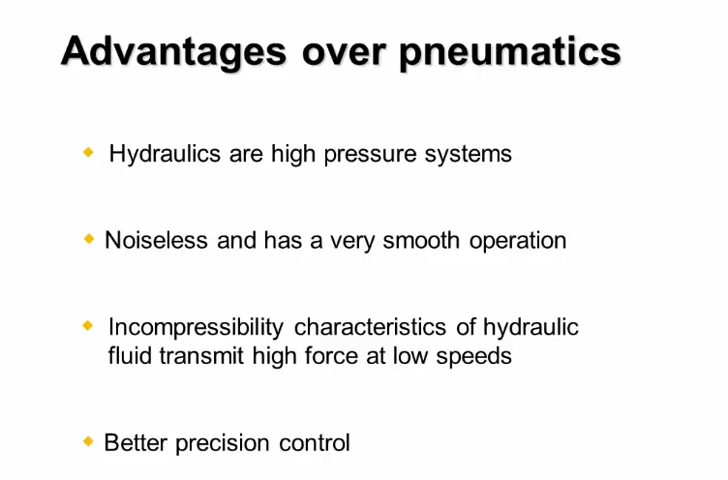 Advantages over pneumatics
Hydraulics are high pressure systems
Noiseless and has a very smooth operation
Incompressibility characteristics of hydraulic
fluid transmit high force at low speeds
Better precision control